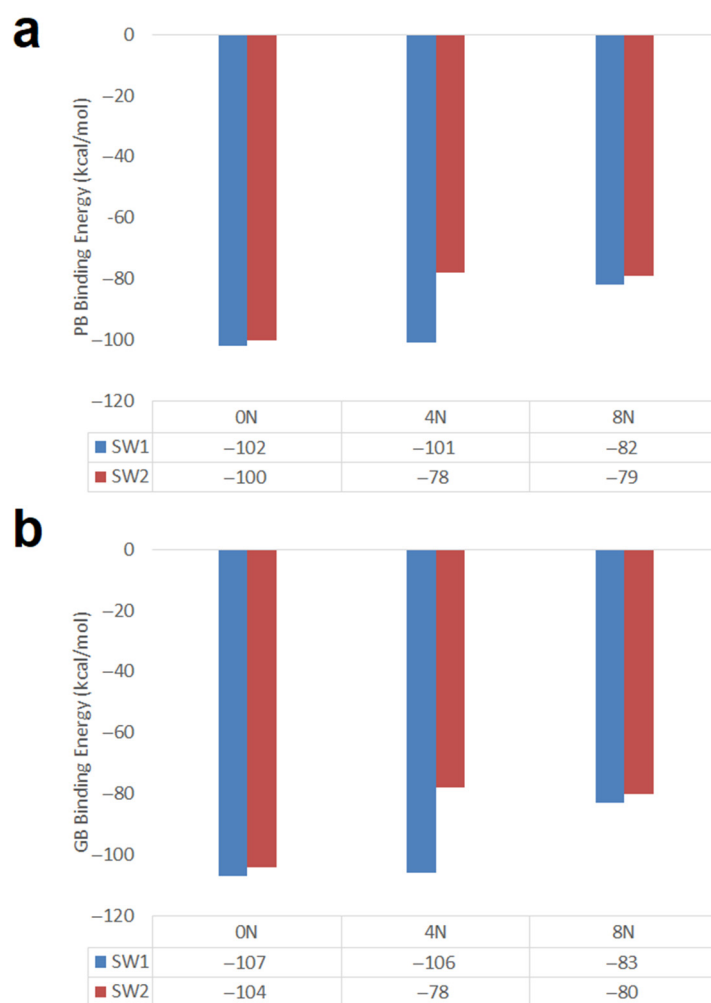 a
PB Binding Energy (kcal/mol)
0
−20
−40
-60
−80
−100
−120
0N 4N 8N
SW1 −102 −101 −82
SW2 −100 −78 −79
b
GB Binding Energy (kcal/mol)
0
−20
−40
−60
−80
−100
−120
0N 4N 8N
SW1 −107 −106 −83
SW2 −104 −78 −80